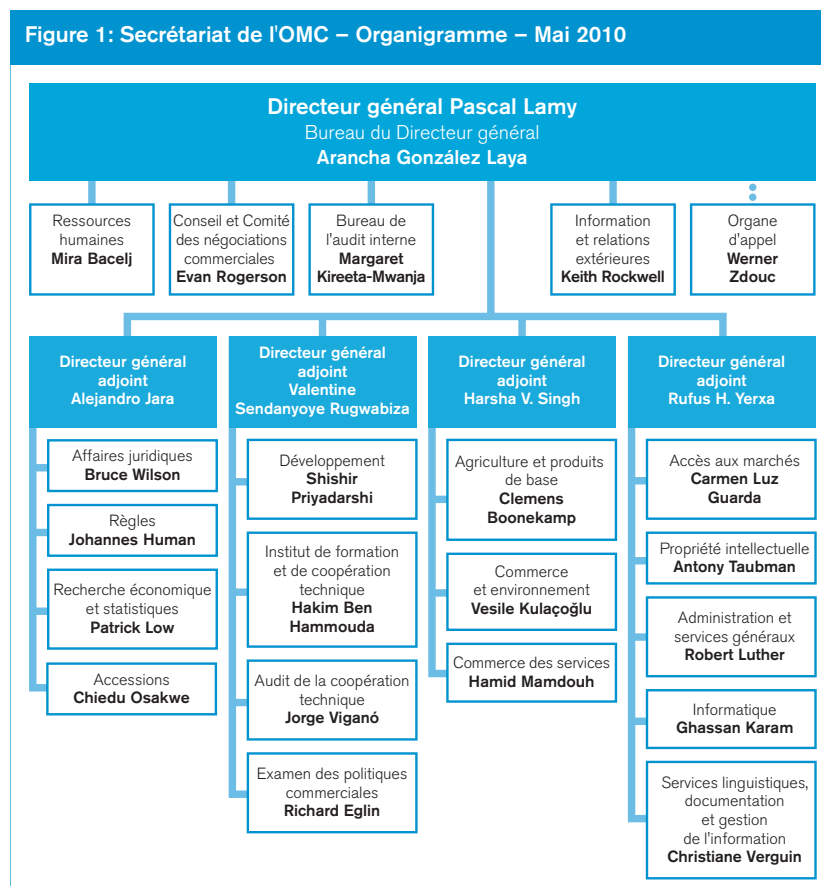 Figure 1: Secrétariat de l'OMC – Organigramme – Mai 2010
Directeur général Pascal Lamy
Bureau du Directeur général
Arancha González Laya
Ressources
humaines
Mira Bacelj
Conseil et Comité
des négociations
commerciales
Evan Rogerson
Bureau de
l'audit interne
Margaret
Kireeta-Mwanja
Information
et relations
extérieures
Keith Rockwell
Organe
d'appel
Werner
Zdouc
Directeur général
adjoint
Alejandro Jara
Affaires juridiques
Bruce Wilson
Règles
Johannes Human
Recherche économique
et statistiques
Patrick Low
Accessions
Chiedu Osakwe
Directeur général
adjoint
Valentine
Sendanyoye Rugwabiza
Développement
Shishir
Priyadarshi
Institut de formation
et de coopération
technique
Hakim Ben
Hammouda
Audit de la coopération
technique
Jorge Viganó
Examen des politiques
commerciales
Richard Eglin
Directeur général
adjoint
Harsha V. Singh
Agriculture et produits
de base
Clemens
Boonekamp
Commerce
et environnement
Vesile Kulaçoğlu
Commerce des services
Hamid Mamdouh
Directeur général
adjoint
Rufus H. Yerxa
Accès aux marchés
Carmen Luz
Guarda
Propriété intellectuelle
Antony Taubman
Administration et
services généraux
Robert Luther
Informatique
Ghassan Karam
Services linguistiques,
documentation
et gestion
de l'information
Christiane Verguin